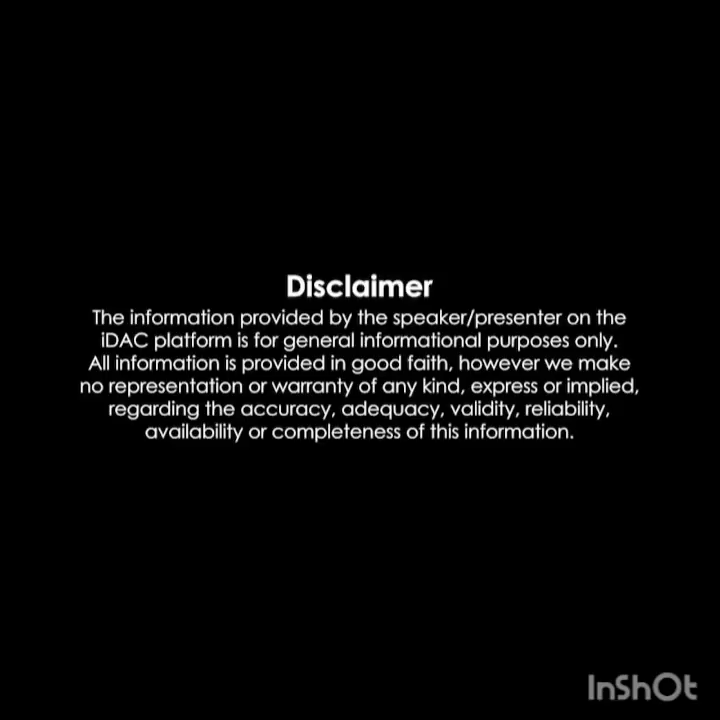 Disclaimer
The information provided by the speaker/presenter on the
iDAC platform is for general informational purposes only.
All information is provided in good faith, however we make
no representation or warranty of any kind, express or implied,
regarding the accuracy, adequacy, validity, reliability,
availability or completeness of this information.
InShOt